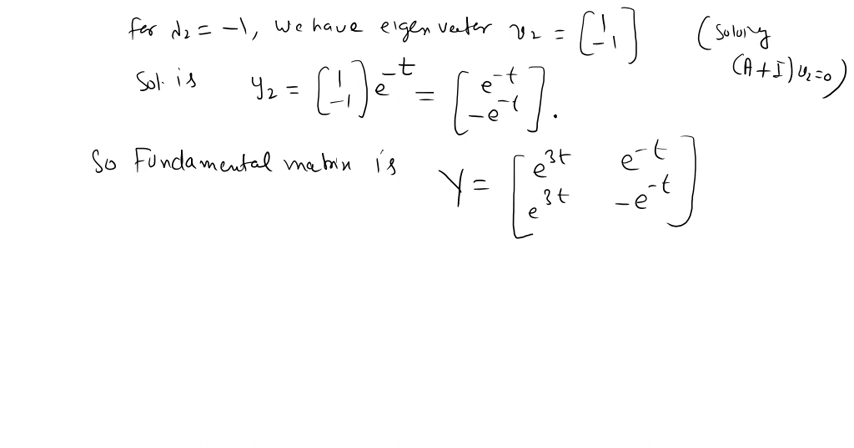 for λ₂ = -1, we have eigen vector v₂ = [1 -1] (solving (A+I)v₂=0)
Sol. is y₂ = (1 -1) e^-t = [e^-t -e^-t].
So Fundamental matrix is Y = [e^3t e^-t
e^3t -e^-t]